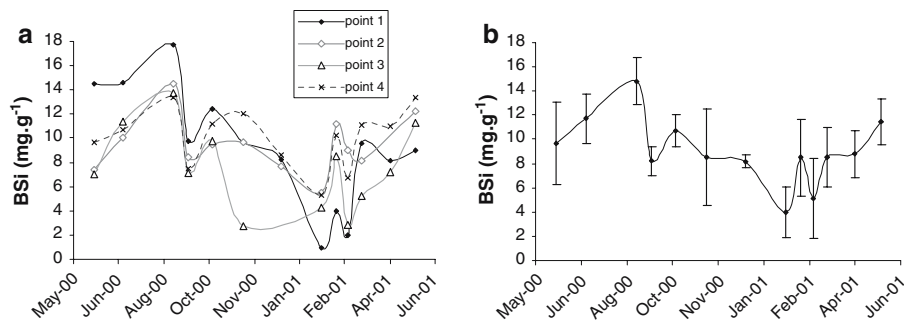 a
BSi (mg.g-1)
18
16
14
12
10
8
6
4
2
0
May-00
Jun-00
Aug-00
Oct-00
Nov-00
Jan-01
Feb-01
Apr-01
Jun-01
point 1
point 2
point 3
point 4
b
BSi (mg.g-1)
18
16
14
12
10
8
6
4
2
0
May-00
Jun-00
Aug-00
Oct-00
Nov-00
Jan-01
Feb-01
Apr-01
Jun-01